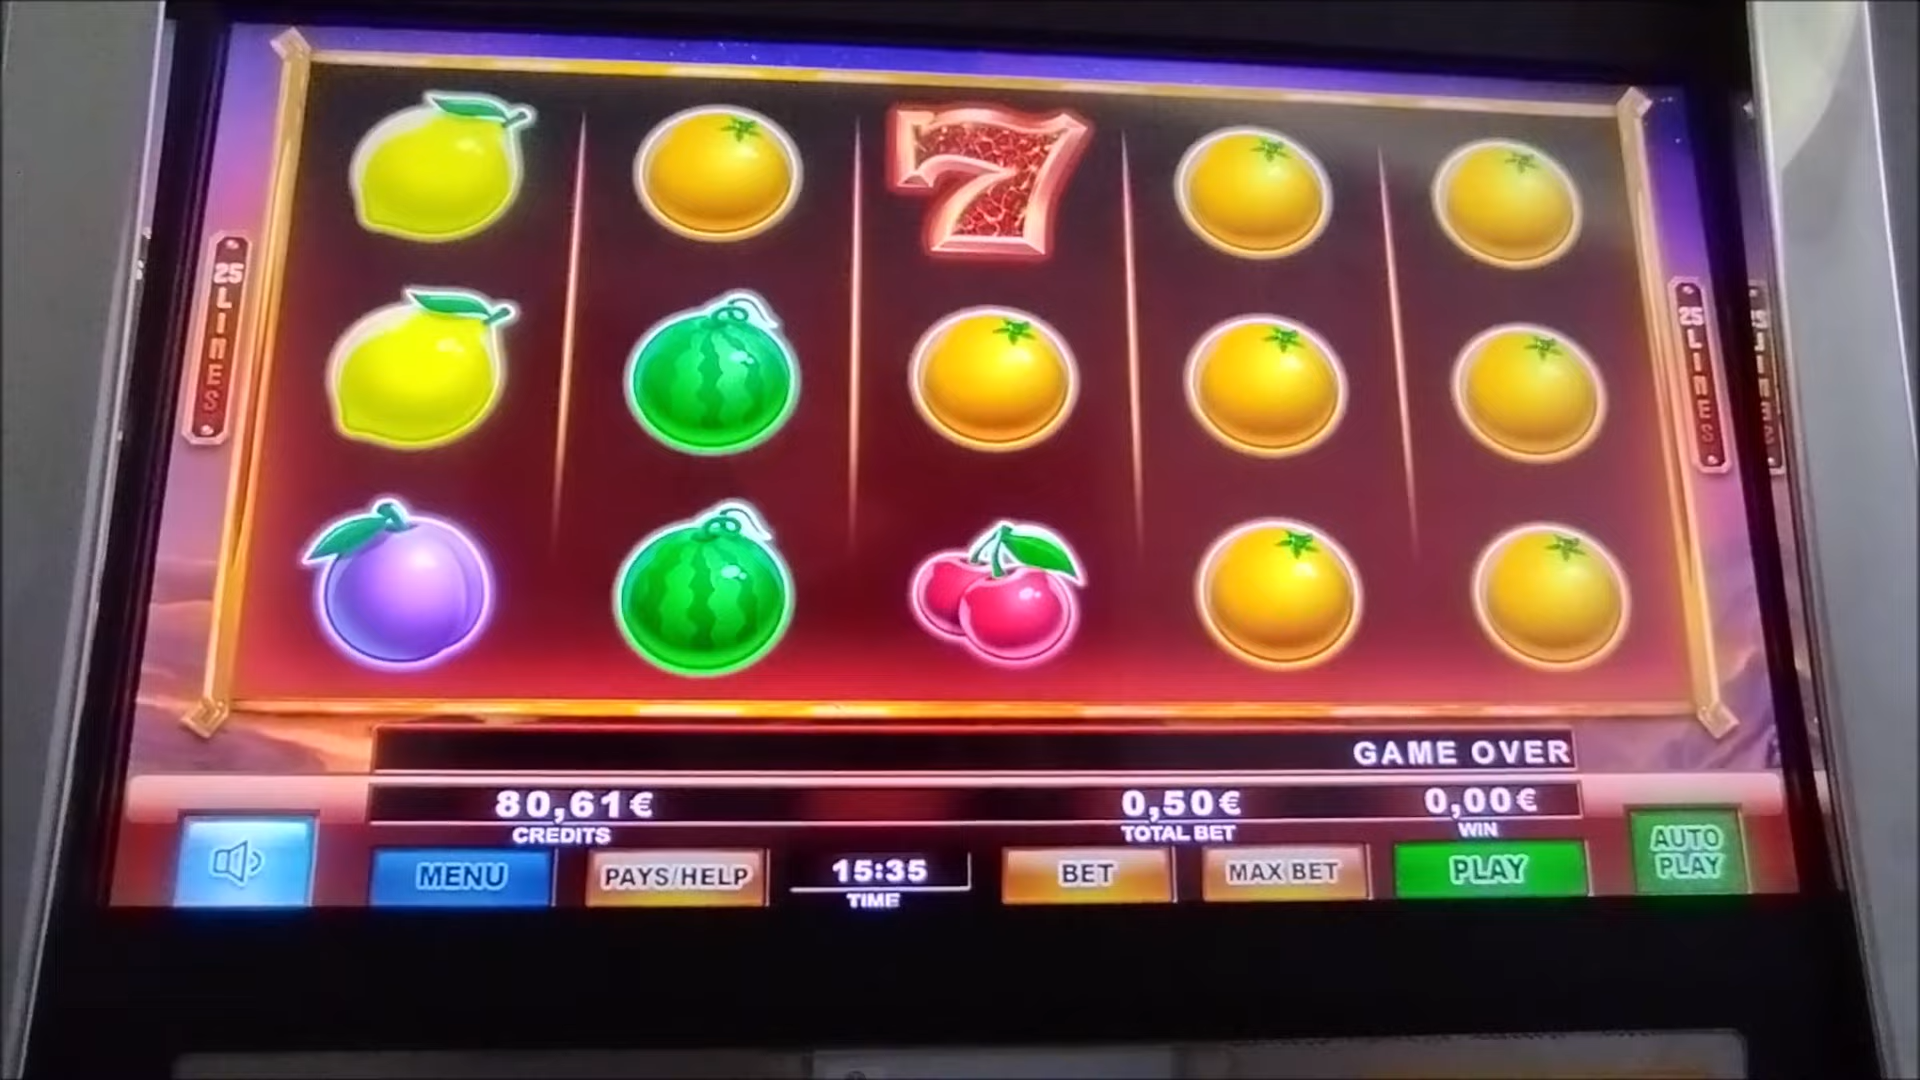 25 LINES
25 LINES
GAME OVER
80,61€ 0,50€ 0,00€
CREDITS TOTAL BET WIN
MENU PAYS/HELP 15:35 BET MAX BET PLAY AUTO PLAY
TIME